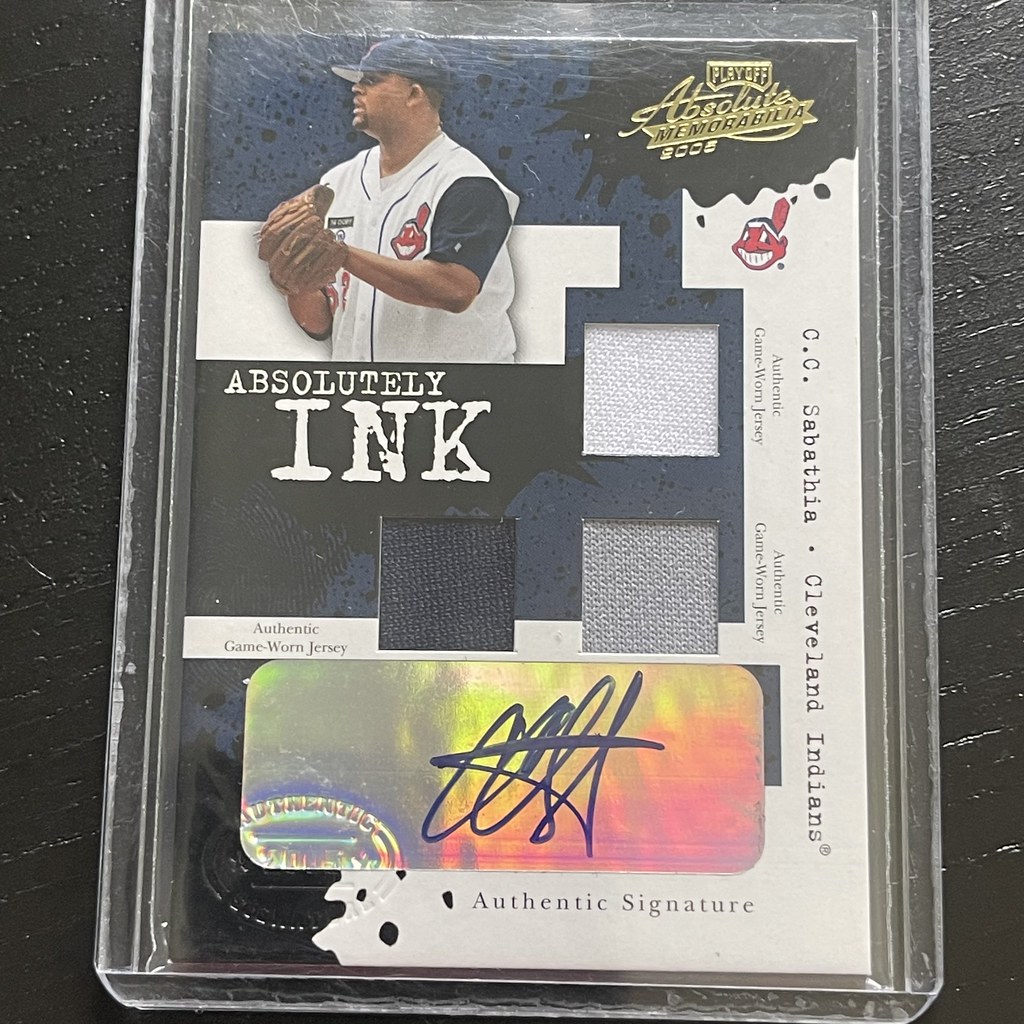 PLAYOFF
Absolute
MEMORABILIA
2005
ABSOLUTELY
INK
Authentic
Game-Worn Jersey
C.C. Sabathia • Cleveland Indians®
Authentic
Game-Worn Jersey
Authentic
Game-Worn Jersey
AUTHENTIC
Authentic Signature